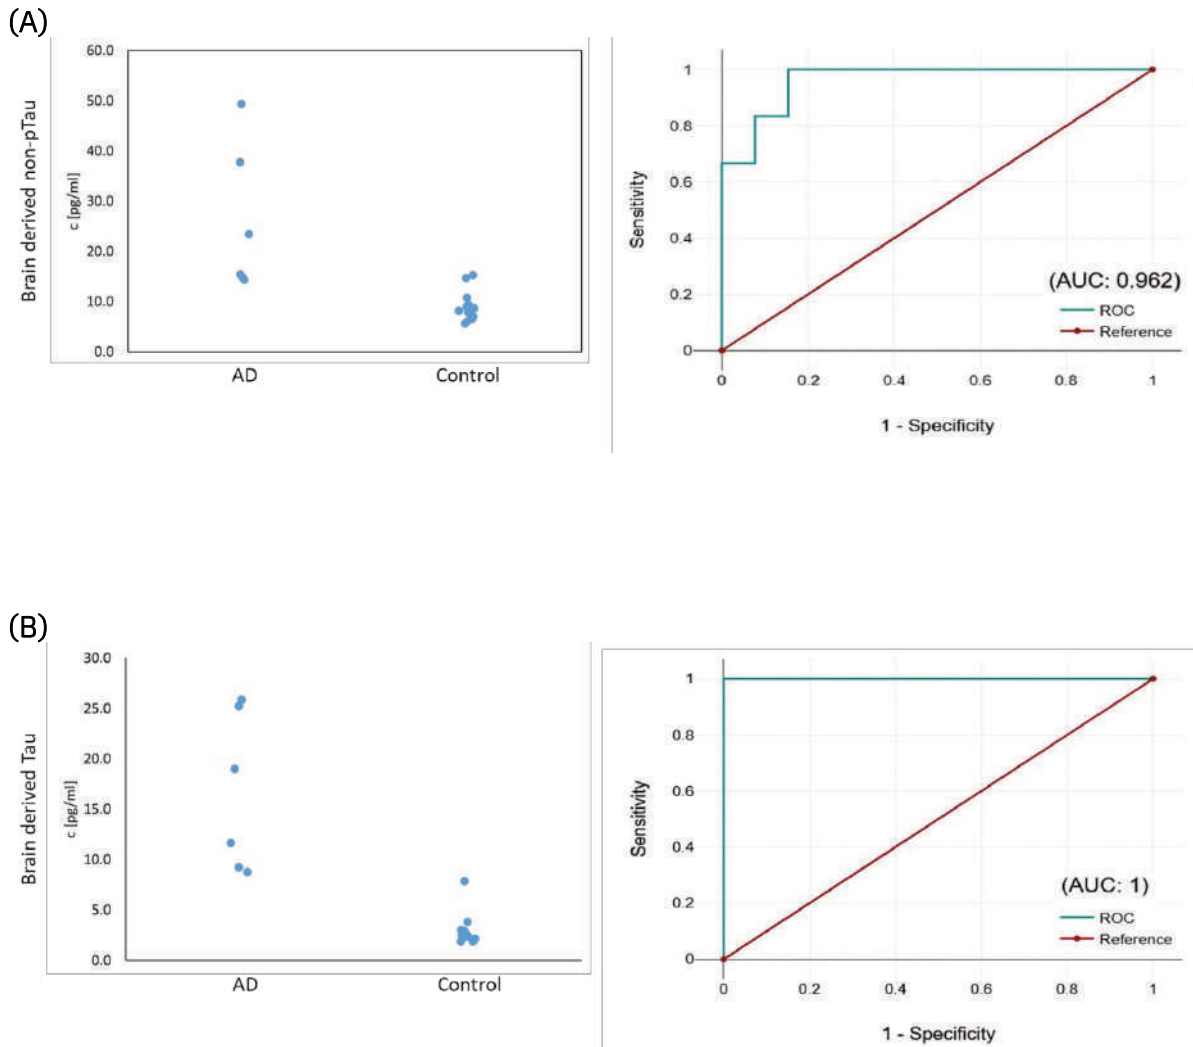 (A)
Brain derived non-pTau
c [pg/ml]
60.0
50.0
40.0
30.0
20.0
10.0
0.0
AD
Control
Sensitivity
1
0.8
0.6
0.4
0.2
0
(AUC: 0.962)
ROC
Reference
0
0.2
0.4
0.6
0.8
1
1 - Specificity
(B)
Brain derived Tau
c [pg/ml]
30.0
25.0
20.0
15.0
10.0
5.0
0.0
AD
Control
Sensitivity
1
0.8
0.6
0.4
0.2
0
(AUC: 1)
ROC
Reference
0
0.2
0.4
0.6
0.8
1
1 - Specificity